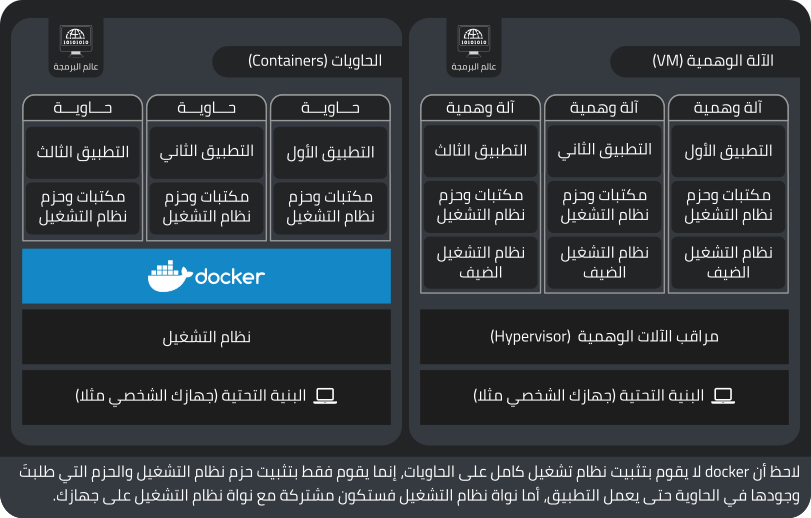 10101010
عالم البرمجة
الآلة الوهمية (VM)
آلة وهمية
التطبيق الأول
مكتبات وحزم
نظام التشغيل
نظام التشغيل
الضيف
آلة وهمية
التطبيق الثاني
مكتبات وحزم
نظام التشغيل
نظام التشغيل
الضيف
آلة وهمية
التطبيق الثالث
مكتبات وحزم
نظام التشغيل
نظام التشغيل
الضيف
مراقب الآلات الوهمية (Hypervisor)
البنية التحتية (جهازك الشخصي مثلا)
10101010
عالم البرمجة
الحاويات (Containers)
حـــاويـــة
التطبيق الأول
مكتبات وحزم
نظام التشغيل
حـــاويـــة
التطبيق الثاني
مكتبات وحزم
نظام التشغيل
حـــاويـــة
التطبيق الثالث
مكتبات وحزم
نظام التشغيل
docker
نظام التشغيل
البنية التحتية (جهازك الشخصي مثلا)
لاحظ أن docker لا يقوم بتثبيت نظام تشغيل كامل على الحاويات، إنما يقوم فقط بتثبيت حزم نظام التشغيل والحزم التي طلبتَ
وجودها في الحاوية حتى يعمل التطبيق، أما نواة نظام التشغيل فستكون مشتركة مع نواة نظام التشغيل على جهازك.